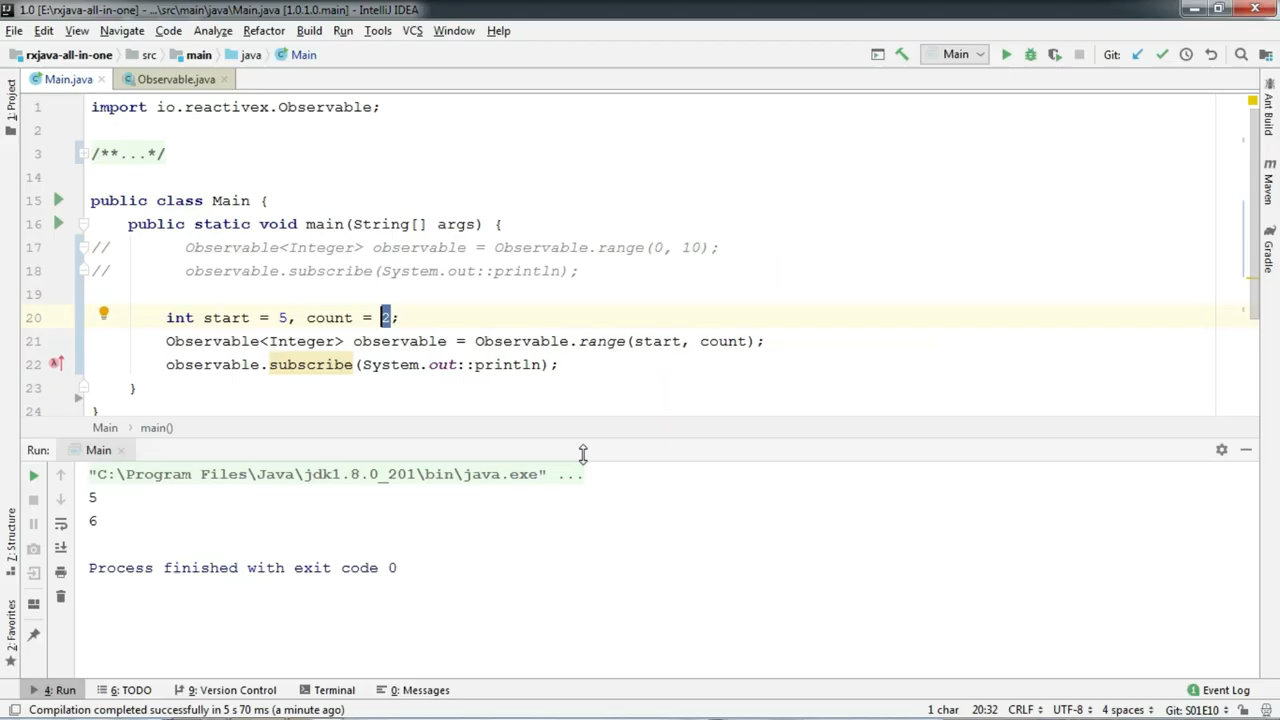 1.0 [E:\rxjava-all-in-one] - ...\src\main\java\Main.java [1.0.1.0.main] - IntelliJ IDEA
File Edit View Navigate Code Analyze Refactor Build Run Tools VCS Window Help
rxjava-all-in-one src main java Main Main Git:
Main.java Observable.java
1: Project
Ant Build
Maven
Gradle
1 import io.reactivex.Observable;
2
3 /**...*/
14
15 public class Main {
16 public static void main(String[] args) {
17 // Observable<Integer> observable = Observable.range(0, 10);
18 // observable.subscribe(System.out::println);
19
20 int start = 5, count = 2;
21 Observable<Integer> observable = Observable.range(start, count);
22 observable.subscribe(System.out::println);
23 }
24 }
Main main()
Run: Main
"C:\Program Files\Java\jdk1.8.0_201\bin\java.exe" ...
5
6
Process finished with exit code 0
7: Structure
2: Favorites
4: Run 6: TODO 9: Version Control Terminal 0: Messages Event Log
Compilation completed successfully in 5 s 70 ms (a minute ago) 1 char 20:32 CRLF UTF-8 4 spaces Git: S01E10